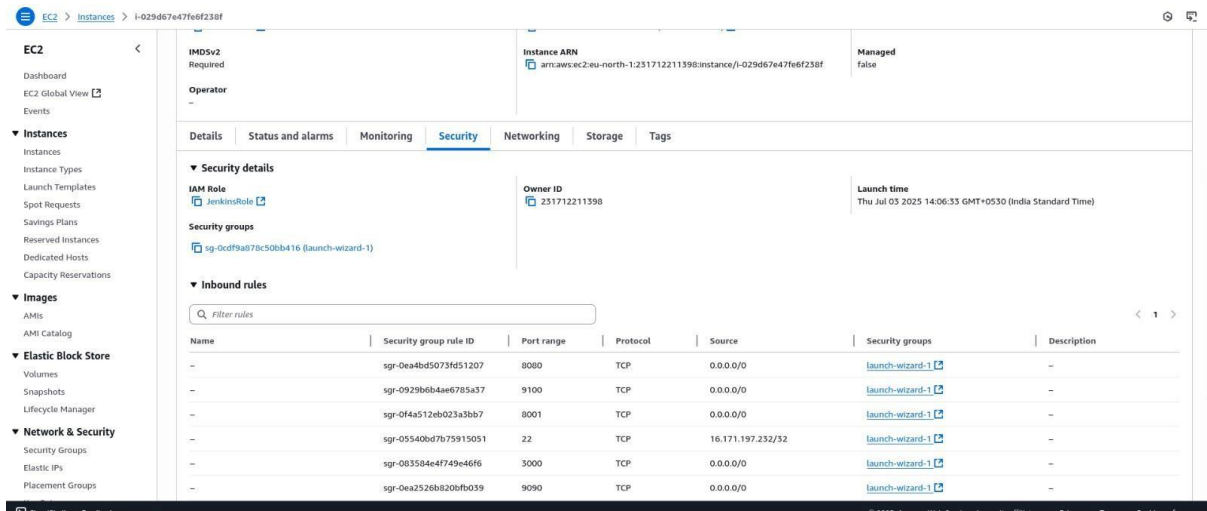 EC2 > Instances > i-029d67e47fe6f238f
EC2
Dashboard
EC2 Global View
Events
Instances
Instances
Instance Types
Launch Templates
Spot Requests
Savings Plans
Reserved Instances
Dedicated Hosts
Capacity Reservations
Images
AMIs
AMI Catalog
Elastic Block Store
Volumes
Snapshots
Lifecycle Manager
Network & Security
Security Groups
Elastic IPs
Placement Groups
IMDSv2
Required
Instance ARN
arn:aws:ec2:eu-north-1:231712211398:instance/i-029d67e47fe6f238f
Managed
false
Operator
–
Details Status and alarms Monitoring Security Networking Storage Tags
Security details
IAM Role
JenkinsRole
Owner ID
231712211398
Launch time
Thu Jul 03 2025 14:06:33 GMT+0530 (India Standard Time)
Security groups
sg-0cdf9a878c50bb416 (launch-wizard-1)
Inbound rules
Filter rules
< 1 >
Name Security group rule ID Port range Protocol Source Security groups Description
– sgr-0ea4bd5073fd51207 8080 TCP 0.0.0.0/0 launch-wizard-1 –
– sgr-0929b6b4ae6785a37 9100 TCP 0.0.0.0/0 launch-wizard-1 –
– sgr-0f4a512eb023a3bb7 8001 TCP 0.0.0.0/0 launch-wizard-1 –
– sgr-05540bd7b75915051 22 TCP 16.171.197.232/32 launch-wizard-1 –
– sgr-083584e4f749e46f6 3000 TCP 0.0.0.0/0 launch-wizard-1 –
– sgr-0ea2526b820bfb039 9090 TCP 0.0.0.0/0 launch-wizard-1 –